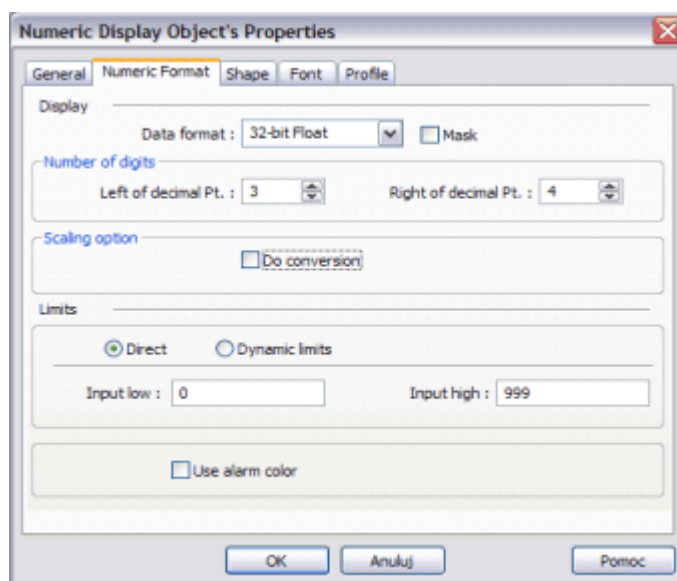 Numeric Display Object's Properties
General Numeric Format Shape Font Profile
Display
Data format : 32-bit Float Mask
Number of digits
Left of decimal Pt. : 3 Right of decimal Pt. : 4
Scaling option
Do conversion
Limits
Direct Dynamic limits
Input low : 0 Input high : 999
Use alarm color
OK Anuluj Pomoc